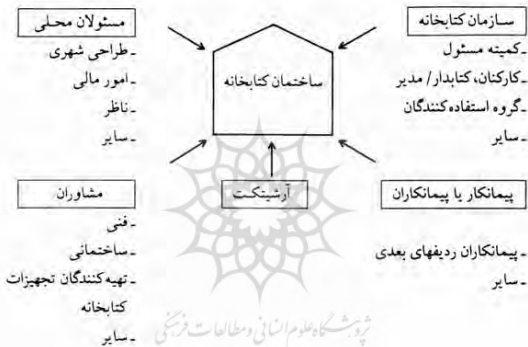 سازمان کتابخانه
ـ کمیته مسئول
ـ کارکنان، کتابدار/ مدیر
ـ گروه استفاده کنندگان
ـ سایر
ساختمان کتابخانه
مسئولان محلی
ـ طراحی شهری
ـ امور مالی
ـ ناظر
ـ سایر
پیمانکار یا پیمانکاران
ـ پیمانکاران ردیفهای بعدی
ـ سایر
آرشیتکت
مشاوران
ـ فنی
ـ ساختمانی
ـ تهیه کنندگان تجهیزات
کتابخانه
ـ سایر
پژوهشگاه علوم انسانی و مطالعات فرهنگی